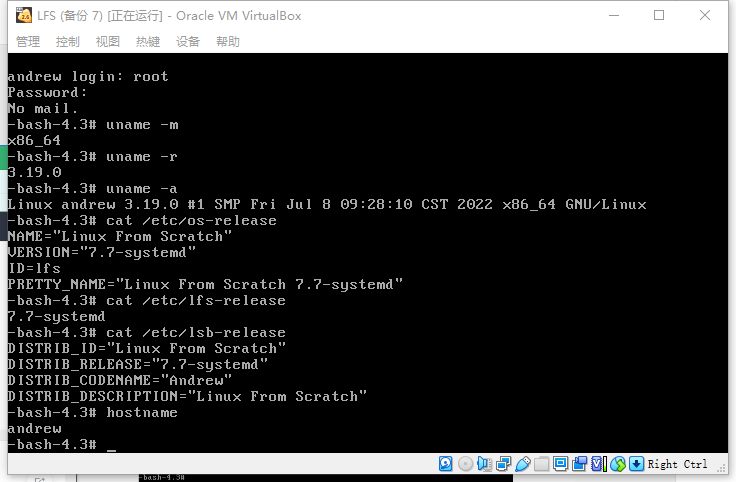 LFS (备份 7) [正在运行] - Oracle VM VirtualBox
管理 控制 视图 热键 设备 帮助
andrew login: root
Password:
No mail.
-bash-4.3# uname -m
x86_64
-bash-4.3# uname -r
3.19.0
-bash-4.3# uname -a
Linux andrew 3.19.0 #1 SMP Fri Jul 8 09:28:10 CST 2022 x86_64 GNU/Linux
-bash-4.3# cat /etc/os-release
NAME="Linux From Scratch"
VERSION="7.7-systemd"
ID=lfs
PRETTY_NAME="Linux From Scratch 7.7-systemd"
-bash-4.3# cat /etc/lfs-release
7.7-systemd
-bash-4.3# cat /etc/lsb-release
DISTRIB_ID="Linux From Scratch"
DISTRIB_RELEASE="7.7-systemd"
DISTRIB_CODENAME="Andrew"
DISTRIB_DESCRIPTION="Linux From Scratch"
-bash-4.3# hostname
andrew
-bash-4.3# _
Right Ctrl
-bash-4.3#